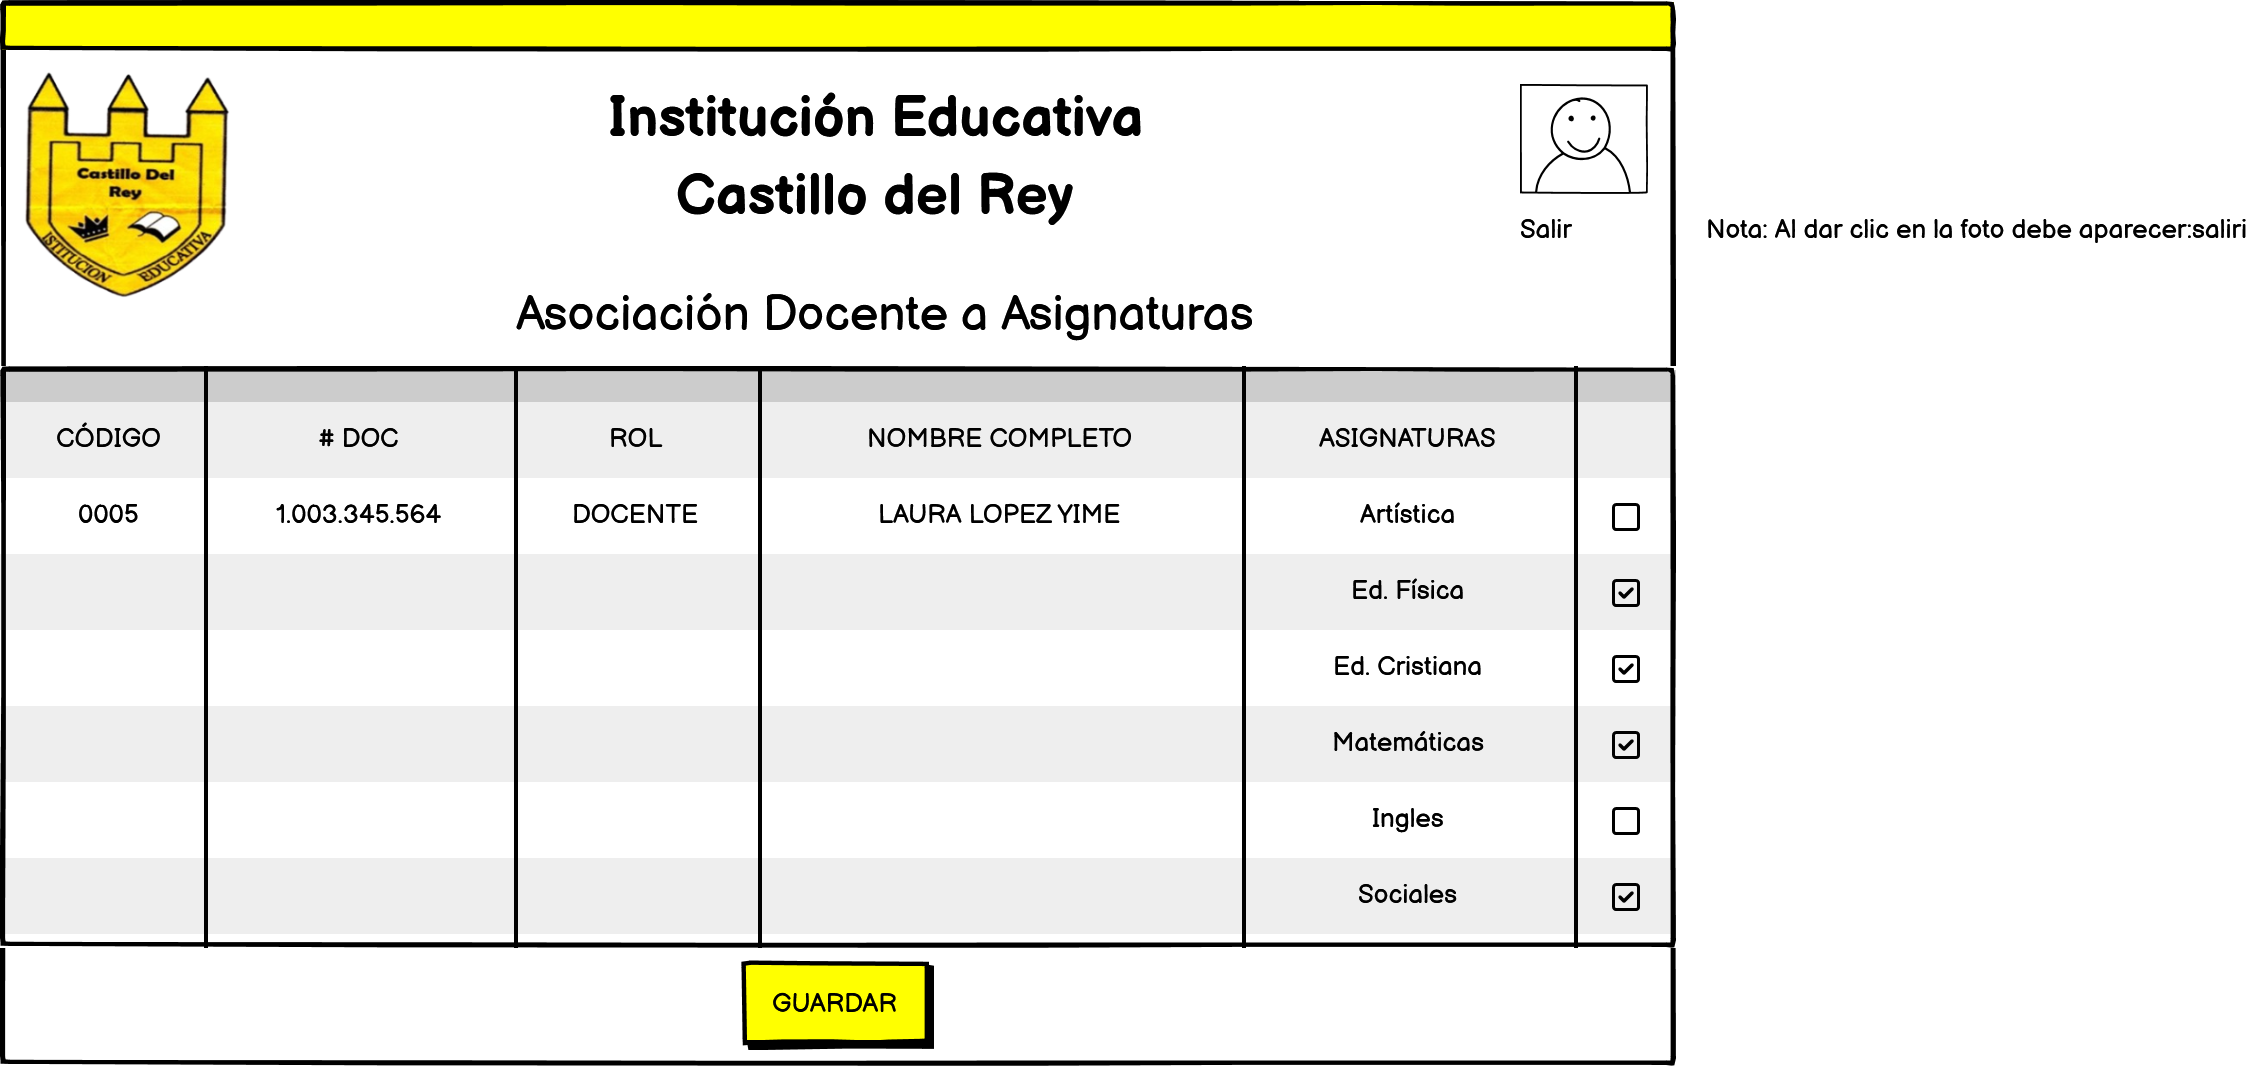 Castillo Del
Rey
ISTITUCION EDUCATIVA
Institución Educativa
Castillo del Rey
Salir
Nota: Al dar clic en la foto debe aparecer:saliri
Asociación Docente a Asignaturas
CÓDIGO # DOC ROL NOMBRE COMPLETO ASIGNATURAS
0005 1.003.345.564 DOCENTE LAURA LOPEZ YIME Artística
Ed. Física
Ed. Cristiana
Matemáticas
Ingles
Sociales
GUARDAR